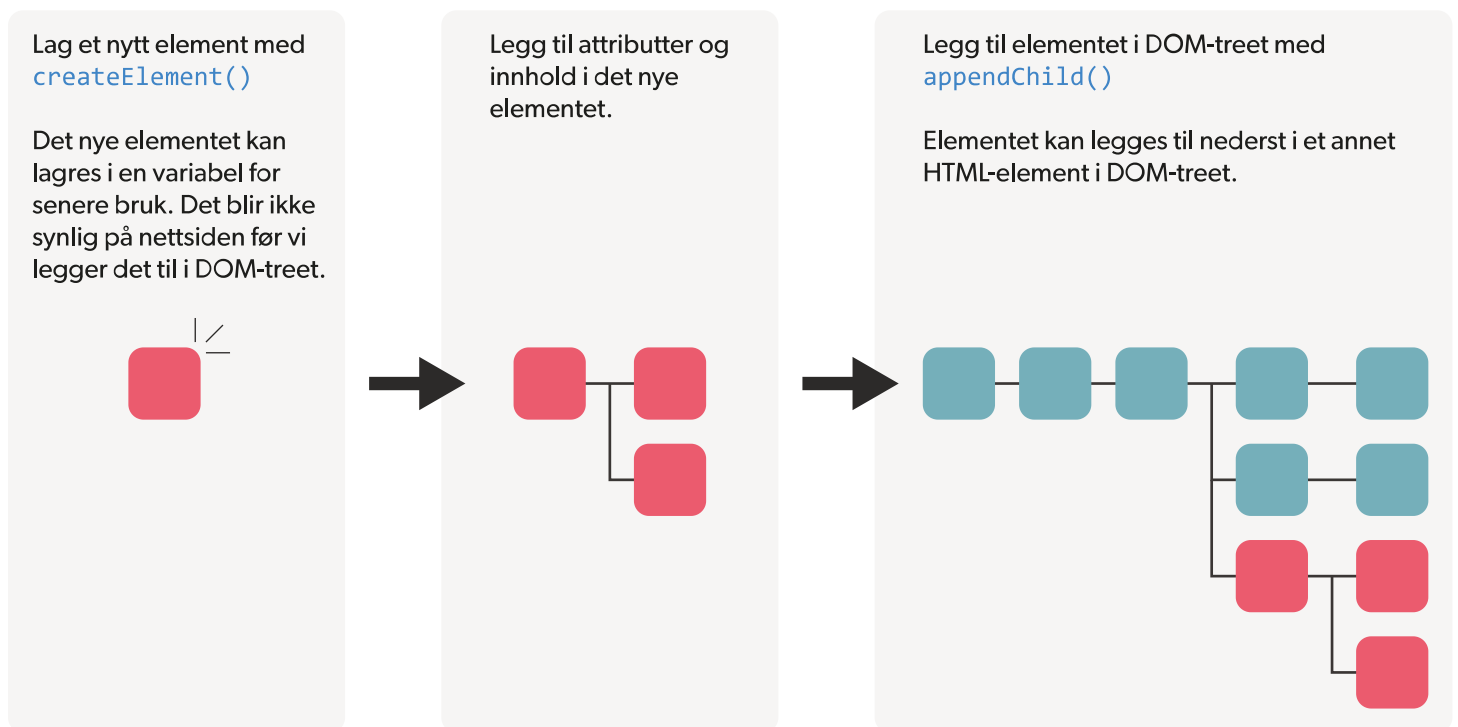 Lag et nytt element med
createElement()
Det nye elementet kan
lagres i en variabel for
senere bruk. Det blir ikke
synlig på nettsiden før vi
legger det til i DOM-treet.
Legg til attributter og
innhold i det nye
elementet.
Legg til elementet i DOM-treet med
appendChild()
Elementet kan legges til nederst i et annet
HTML-element i DOM-treet.